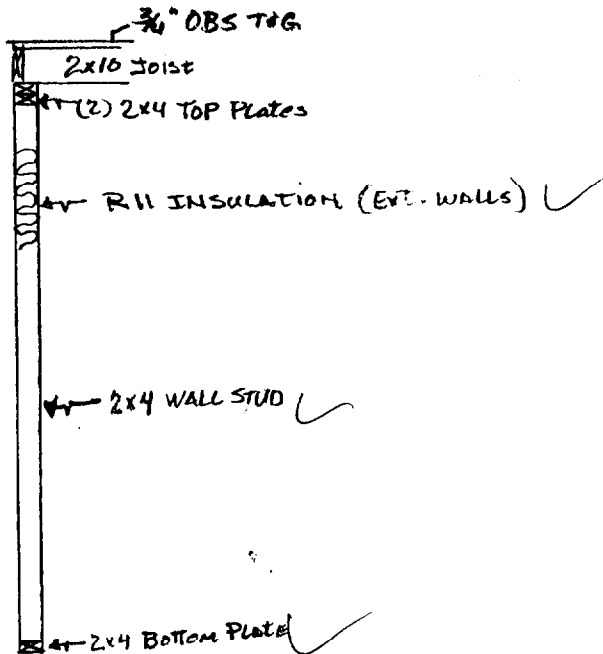 3/4" OBS T&G
2x10 Joist
(2) 2x4 TOP Plates
R11 INSULATION (EXT. WALLS)
2x4 WALL STUD
2x4 Bottom Plate